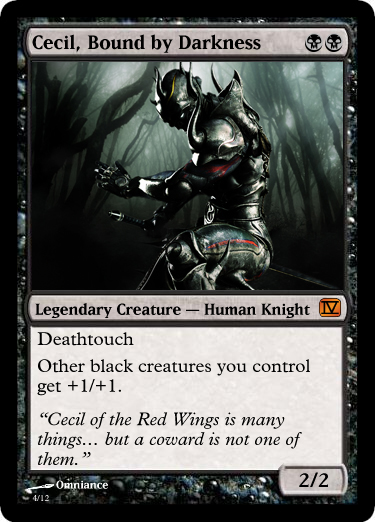 Cecil, Bound by Darkness
Legendary Creature — Human Knight IV
Deathtouch
Other black creatures you control
get +1/+1.
“Cecil of the Red Wings is many
things... but a coward is not one of
them.”
2/2
Omniance
4/12